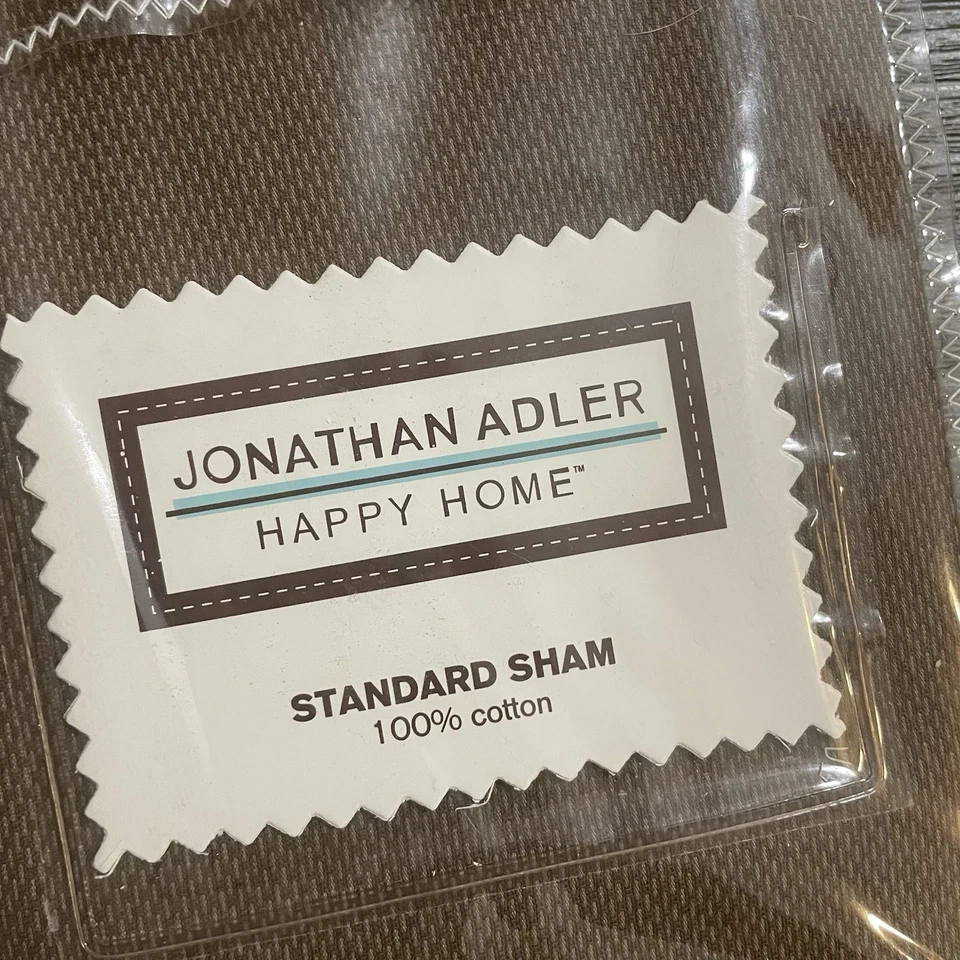 JONATHAN ADLER
HAPPY HOME™
STANDARD SHAM
100% cotton